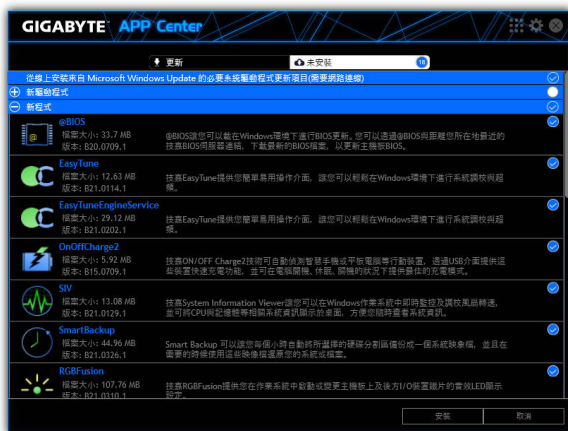 GIGABYTE APP Center
更新
未安裝 18
從線上安裝來自 Microsoft Windows Update 的必要系統驅動程式更新項目(需要網路連線)
新驅動程式
新程式
@BIOS
檔案大小: 33.7 MB
版本: B20.0709.1
@BIOS讓您可以載在Windows環境下進行BIOS更新。您可以透過@BIOS與距離您所在地最近的
技嘉BIOS伺服器連結，下載最新的BIOS檔案，以更新主機板BIOS。
EasyTune
檔案大小: 12.63 MB
版本: B21.0114.1
技嘉EasyTune提供您簡單易用操作介面，讓您可以輕鬆在Windows環境下進行系統調校與超
頻。
EasyTuneEngineService
檔案大小: 29.12 MB
版本: B21.0202.1
技嘉EasyTune提供您簡單易用操作介面，讓您可以輕鬆在Windows環境下進行系統調校與超
頻。
OnOffCharge2
檔案大小: 5.92 MB
版本: B15.0709.1
技嘉ON/OFF Charge2技術可自動偵測智慧手機或平板電腦等行動裝置，透過USB介面提供這
些裝置快速充電功能，並可在電腦開機、休眠、關機的狀況下提供最佳的充電模式。
SIV
檔案大小: 13.08 MB
版本: B21.0129.1
技嘉System Information Viewer讓您可以在Windows作業系統中即時監控及調校風扇轉速，
並可將CPU與記憶體等相關系統資訊顯示於桌面，方便您隨時查看系統資訊。
SmartBackup
檔案大小: 44.96 MB
版本: B21.0326.1
Smart Backup 可以讓您每個小時自動將所選擇的硬碟分割區備份成一個系統映象檔，並且在
需要的時候使用這些映像檔還原您的系統或檔案。
RGBFusion
檔案大小: 107.76 MB
版本: B21.0310.1
技嘉RGBFusion提供您在作業系統中啟動或變更主機板上及後方I/O裝置鐵片的音效LED顯示
設定。
安裝
取消